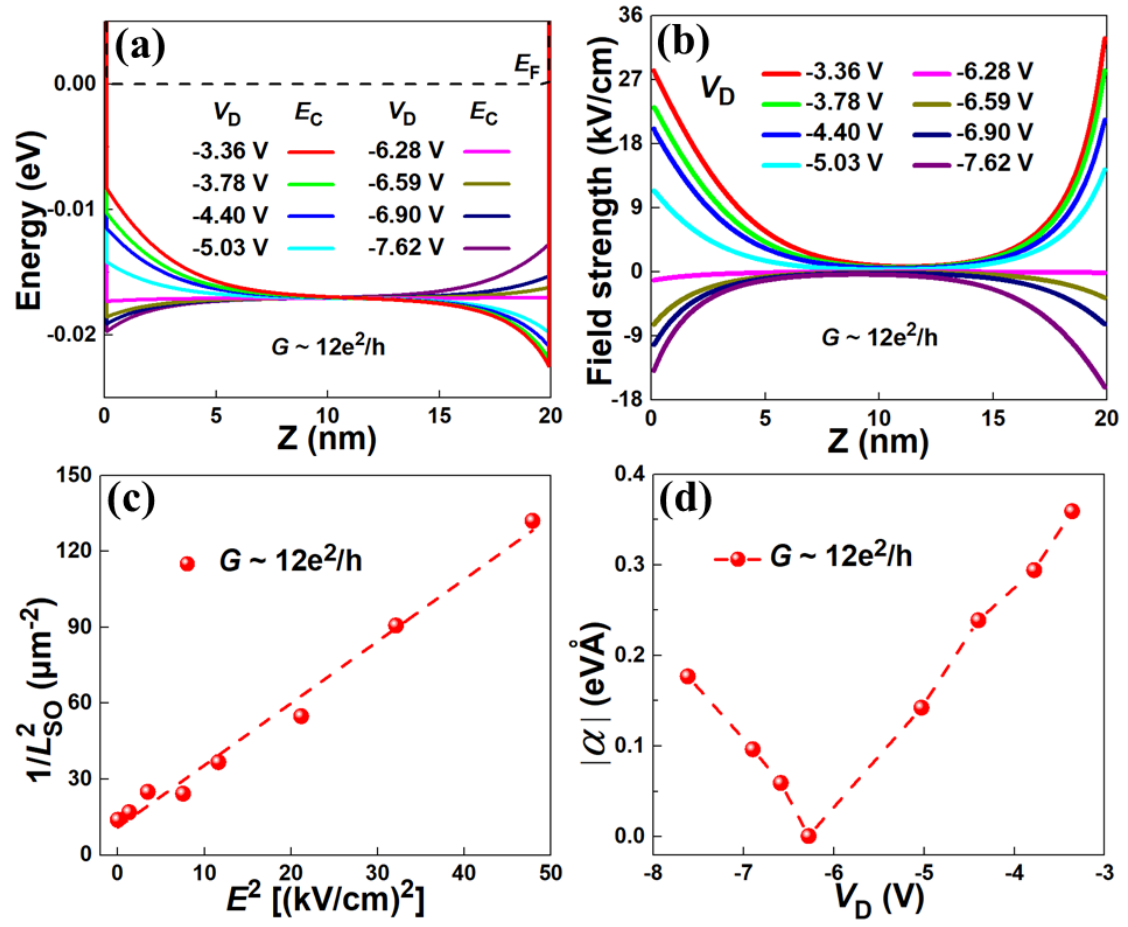 (a)
Energy (eV)
0.00
-0.01
-0.02
E_F
V_D E_C V_D E_C
-3.36 V -6.28 V
-3.78 V -6.59 V
-4.40 V -6.90 V
-5.03 V -7.62 V
G ~ 12e²/h
0 5 10 15 20
Z (nm)
(b)
Field strength (kV/cm)
36
27
18
9
0
-9
-18
V_D
-3.36 V -6.28 V
-3.78 V -6.59 V
-4.40 V -6.90 V
-5.03 V -7.62 V
G ~ 12e²/h
0 5 10 15 20
Z (nm)
(c)
1/L²_SO (µm⁻²)
150
120
90
60
30
0
G ~ 12e²/h
0 10 20 30 40 50
E² [(kV/cm)²]
(d)
|α| (eVÅ)
0.4
0.3
0.2
0.1
0.0
G ~ 12e²/h
-8 -7 -6 -5 -4 -3
V_D (V)